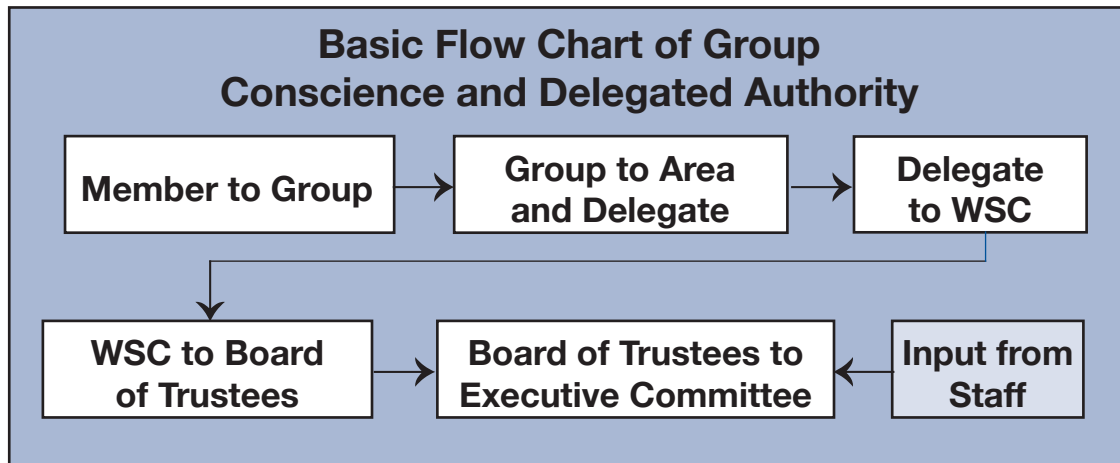 Basic Flow Chart of Group
Conscience and Delegated Authority
Member to Group
Group to Area
and Delegate
Delegate
to WSC
WSC to Board
of Trustees
Board of Trustees to
Executive Committee
Input from
Staff